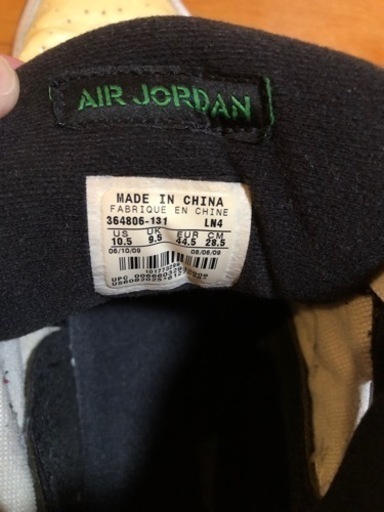 AIR JORDAN
MADE IN CHINA
FABRIQUE EN CHINE
364806-131 LN4
US UK EUR CM
10.5 9.5 44.5 28.5
06/10/09 08/06/09
UPC